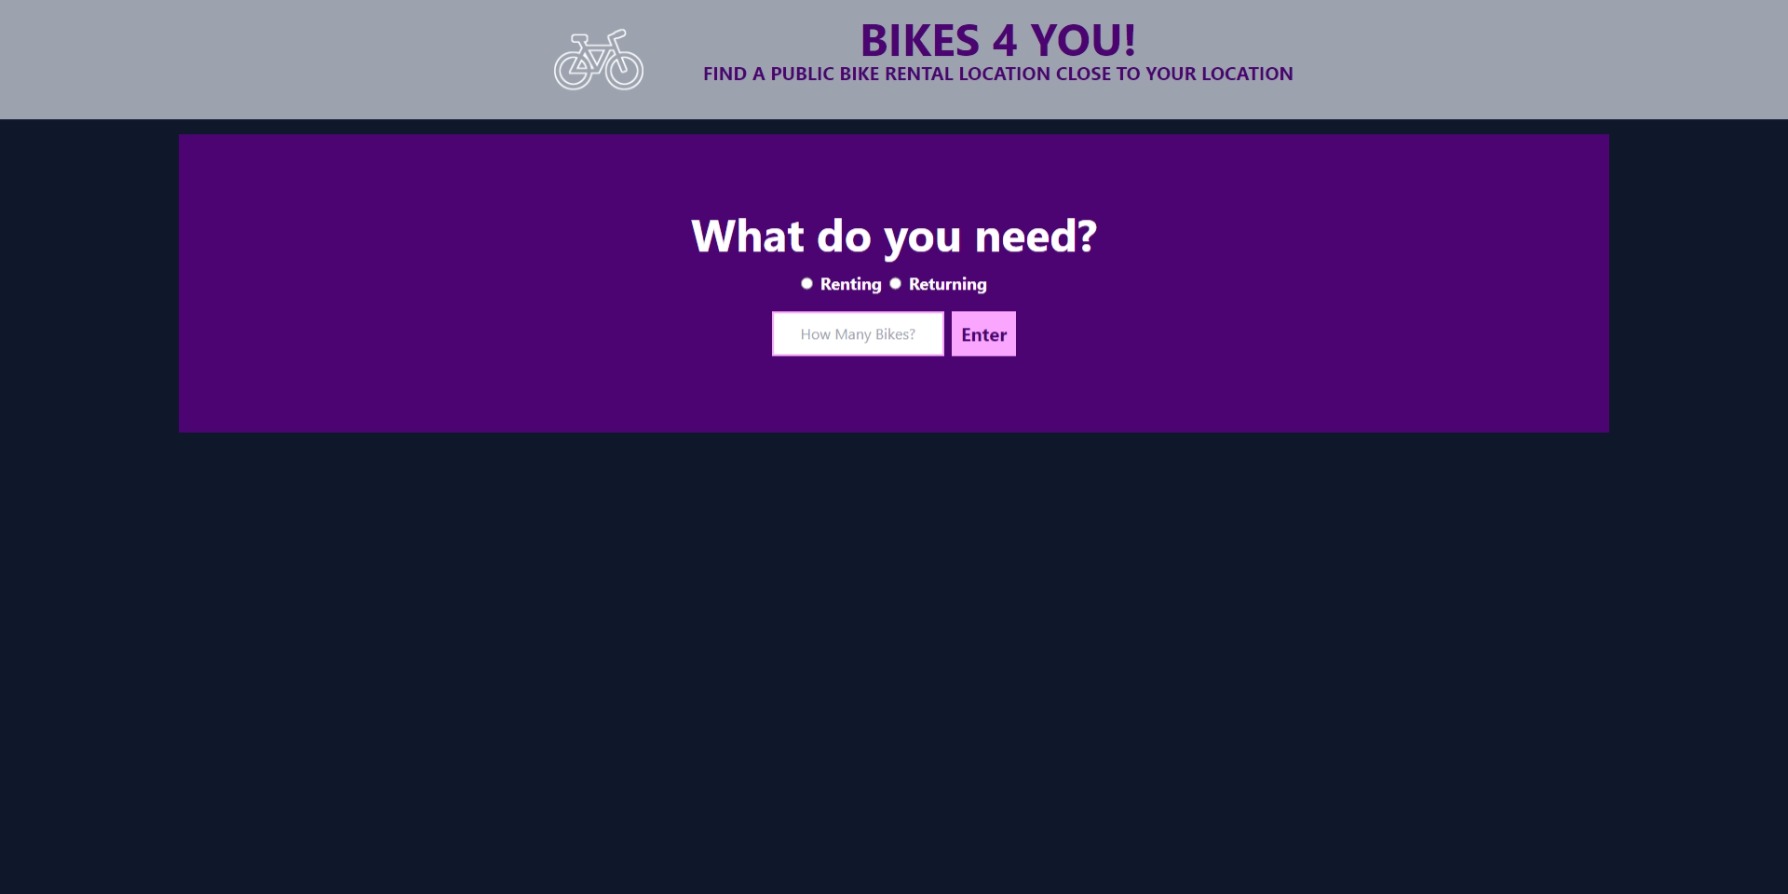 BIKES 4 YOU!
FIND A PUBLIC BIKE RENTAL LOCATION CLOSE TO YOUR LOCATION
What do you need?
Renting Returning
How Many Bikes? Enter